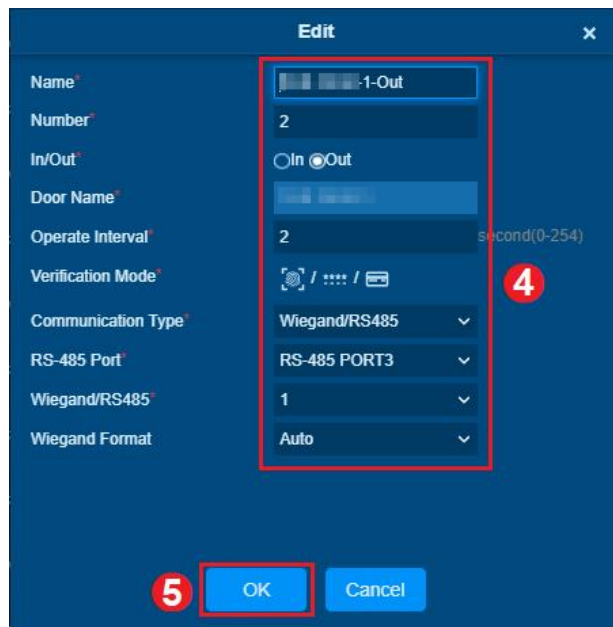 Edit ×
Name* -1-Out
Number* 2
In/Out* In Out
Door Name*
Operate Interval* 2 second(0-254)
Verification Mode* / **** /
Communication Type* Wiegand/RS485
RS-485 Port* RS-485 PORT3
Wiegand/RS485* 1
Wiegand Format Auto
4
5 OK Cancel